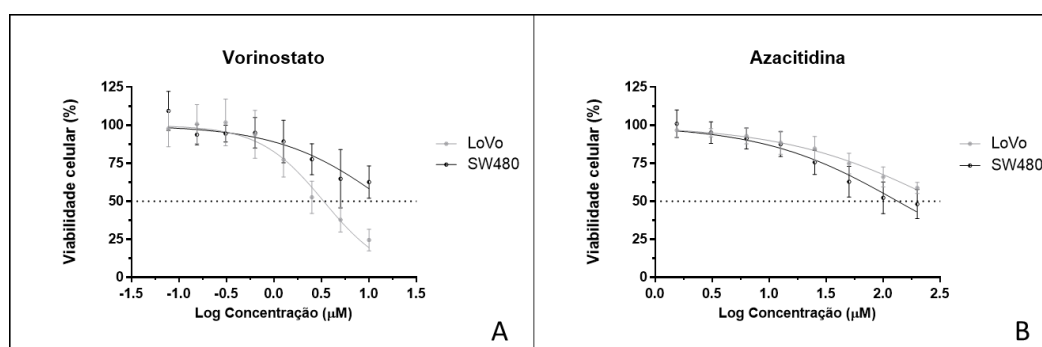 Vorinostato
125
100
75
50
25
0
Viabilidade celular (%)
-1.5 -1.0 -0.5 0.0 0.5 1.0 1.5
Log Concentração (μM)
LoVo
SW480
A
Azacitidina
125
100
75
50
25
0
Viabilidade celular (%)
0.0 0.5 1.0 1.5 2.0 2.5
Log Concentração (μM)
LoVo
SW480
B